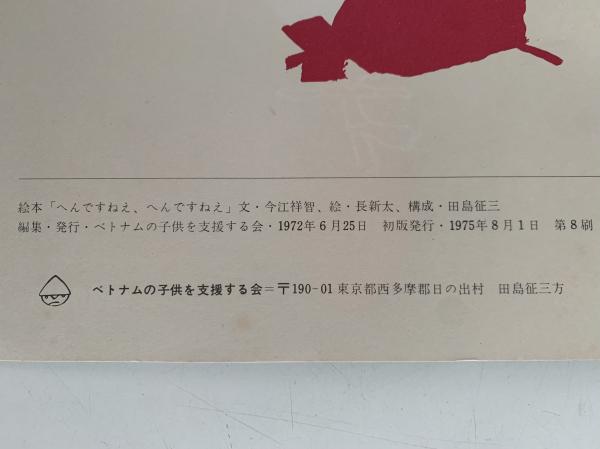 絵本「へんですねえ、へんですねえ」文・今江祥智、絵・長新太、構成・田島征三
編集・発行・ベトナムの子供を支援する会・1972年6月25日　初版発行・1975年8月1日　第8刷
ベトナムの子供を支援する会=〒190-01 東京都西多摩郡日の出村　田島征三方